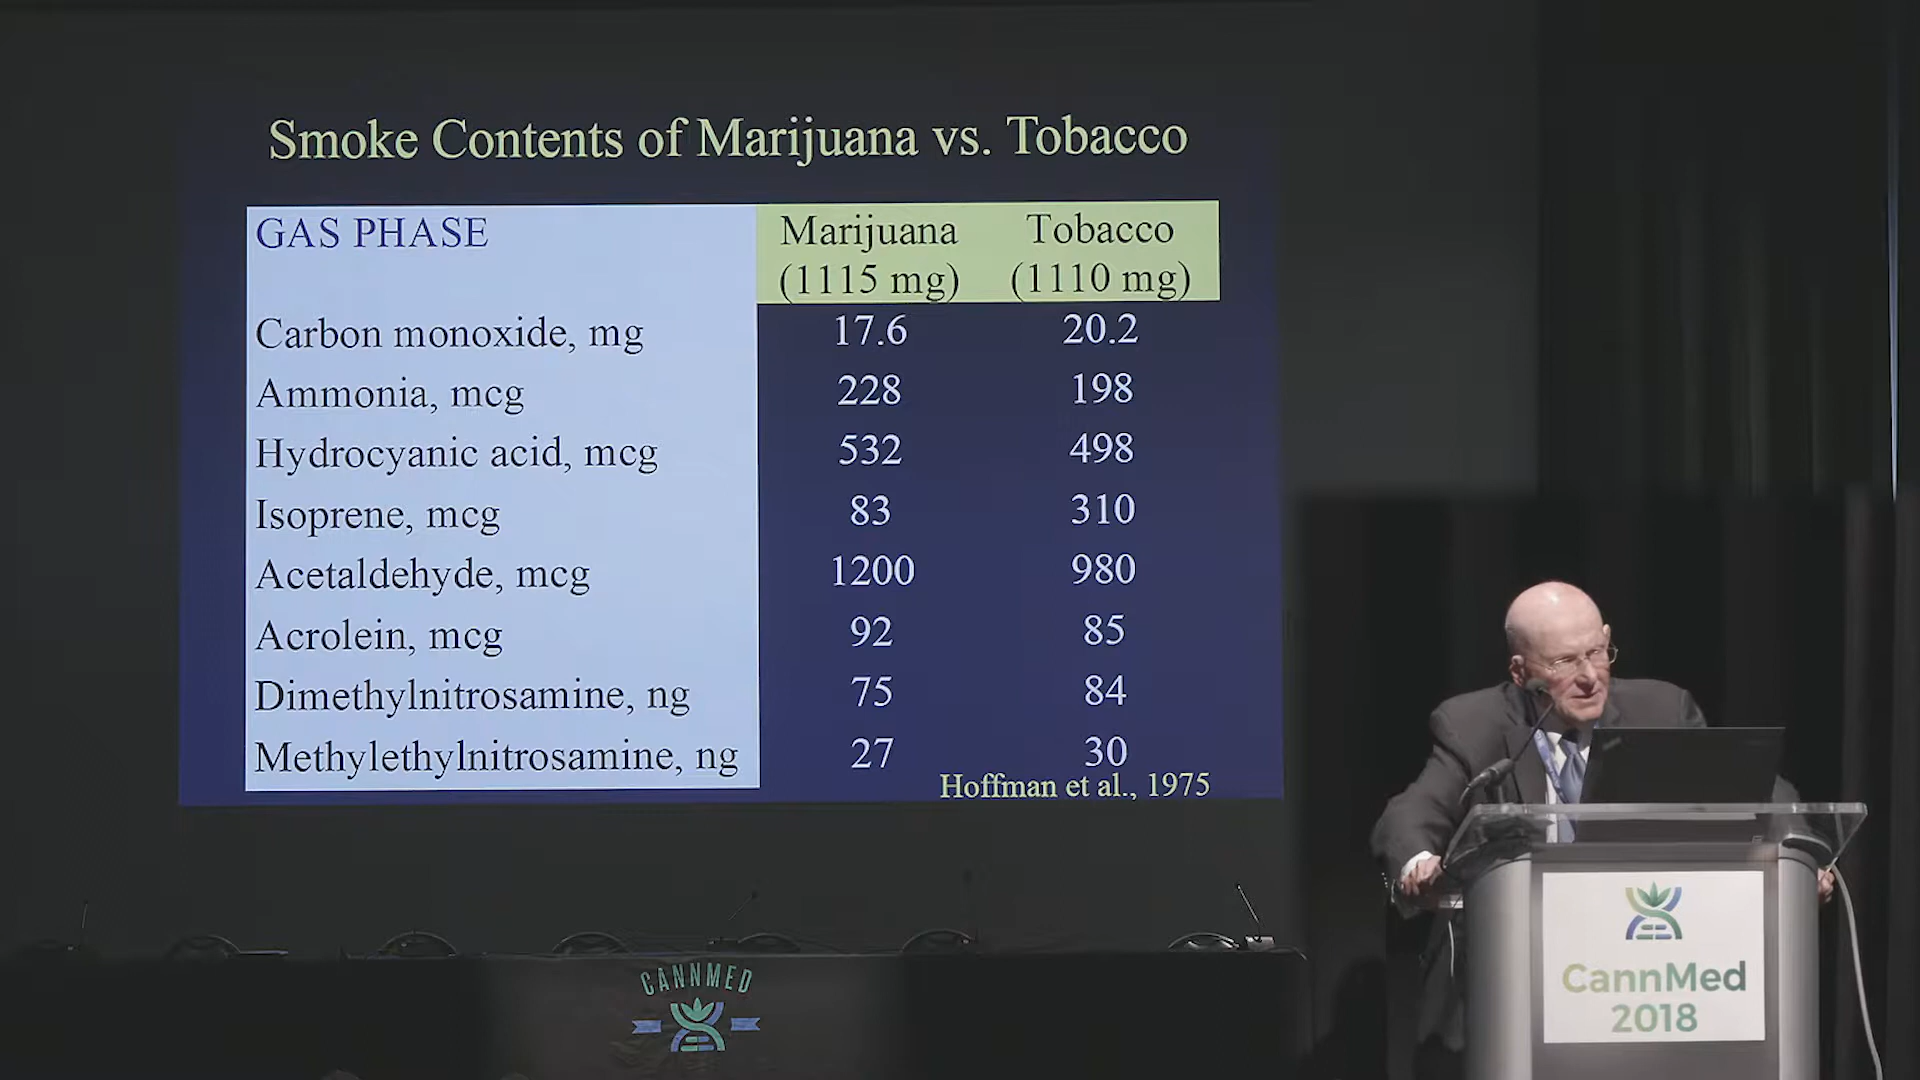 Smoke Contents of Marijuana vs. Tobacco
GAS PHASE Marijuana Tobacco
(1115 mg) (1110 mg)
Carbon monoxide, mg 17.6 20.2
Ammonia, mcg 228 198
Hydrocyanic acid, mcg 532 498
Isoprene, mcg 83 310
Acetaldehyde, mcg 1200 980
Acrolein, mcg 92 85
Dimethylnitrosamine, ng 75 84
Methylethylnitrosamine, ng 27 30
Hoffman et al., 1975
CANNMED
CannMed
2018